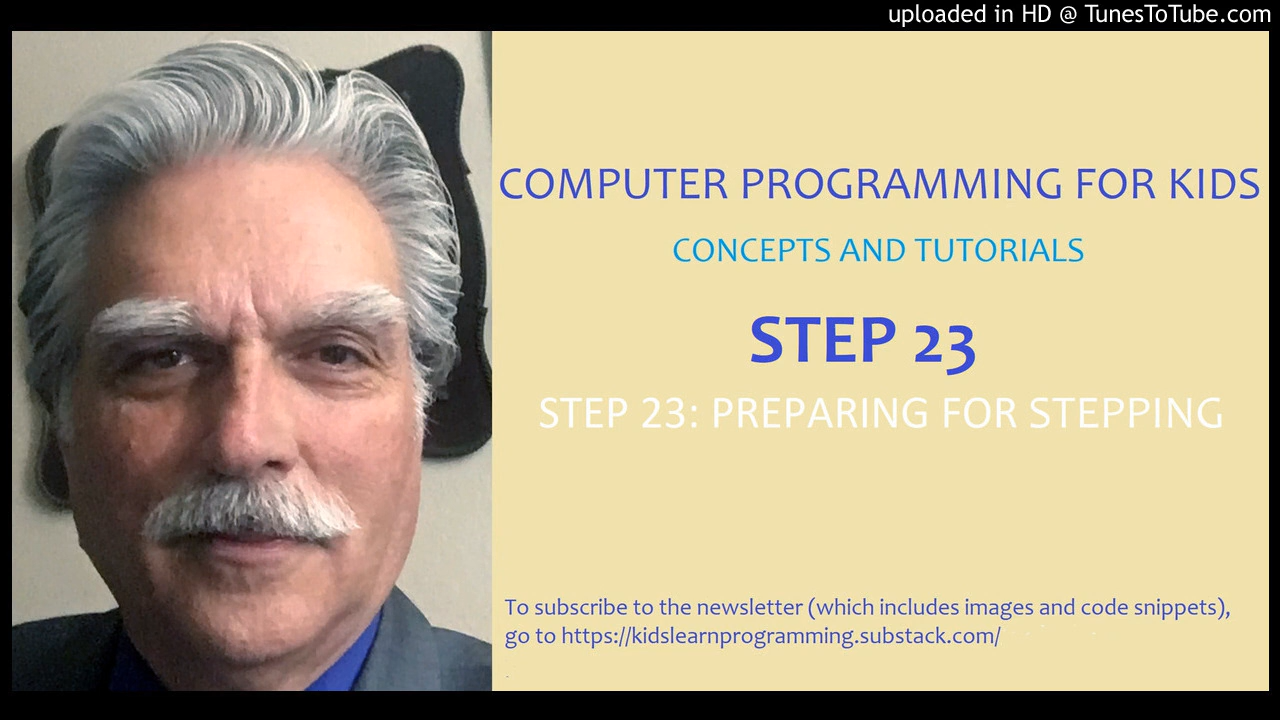 uploaded in HD @ TunesToTube.com
COMPUTER PROGRAMMING FOR KIDS
CONCEPTS AND TUTORIALS
STEP 23
STEP 23: PREPARING FOR STEPPING
To subscribe to the newsletter (which includes images and code snippets),
go to https://kidslearnprogramming.substack.com/